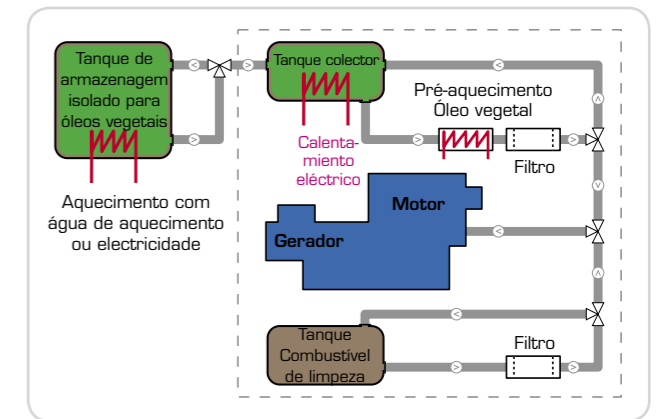 Tanque de
armazenagem
isolado para
óleos vegetais
Aquecimento com
água de aquecimento
ou electricidade
Tanque colector
Calenta-
miento
eléctrico
Pré-aquecimento
Óleo vegetal
Filtro
Motor
Gerador
Tanque
Combustível
de limpeza
Filtro